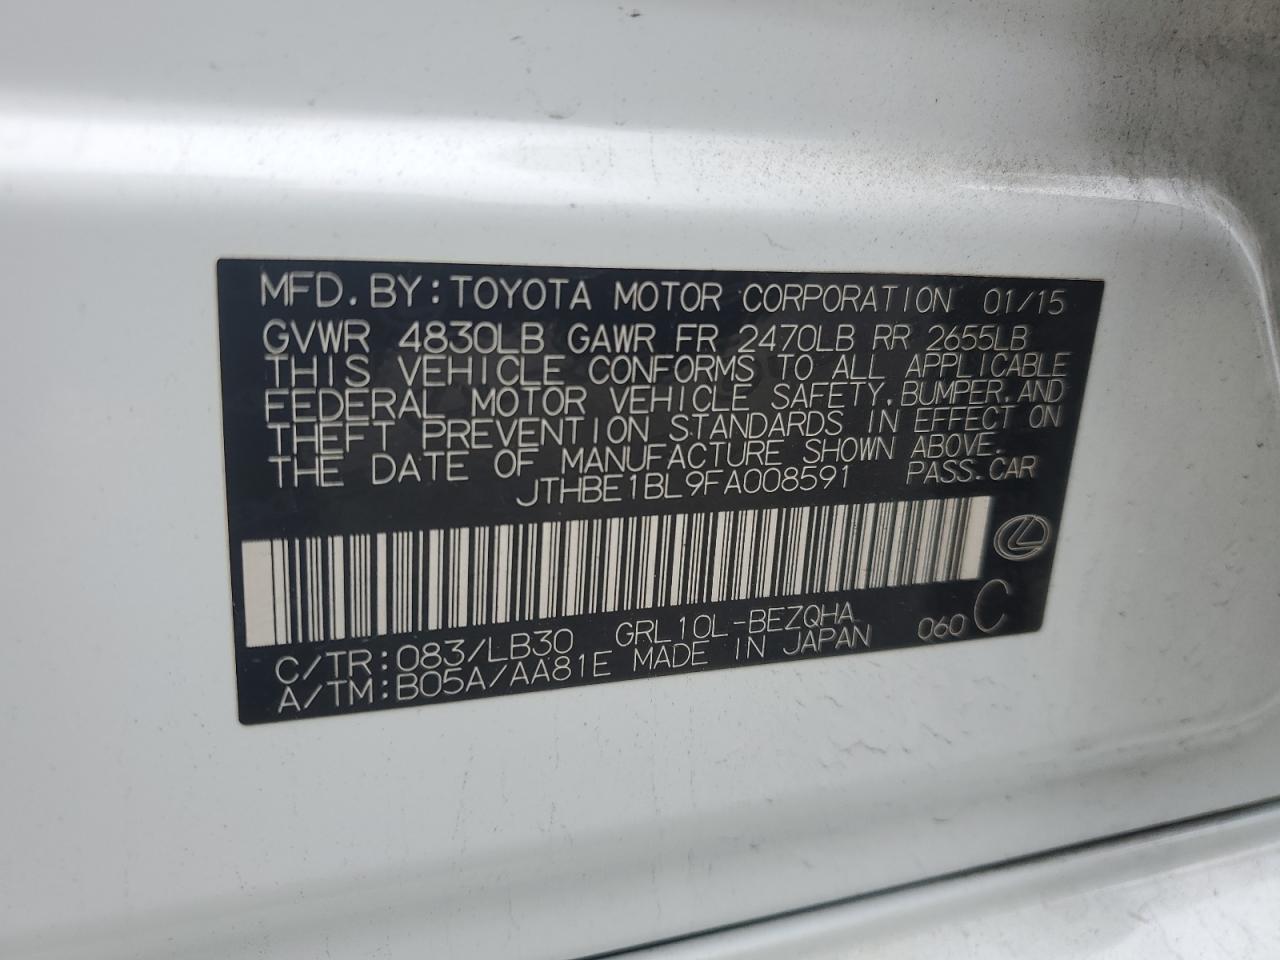 MFD.BY:TOYOTA MOTOR CORPORATION 01/15
GVWR 4830LB GAWR FR 2470LB RR 2655LB
THIS VEHICLE CONFORMS TO ALL APPLICABLE
FEDERAL MOTOR VEHICLE SAFETY,BUMPER,AND
THEFT PREVENTION STANDARDS IN EFFECT ON
THE DATE OF MANUFACTURE SHOWN ABOVE.
JTHBE1BL9FA008591 PASS.CAR
C/TR:083/LB30 GRL10L-BEZQHA 060 C
A/TM:B05A/AA81E MADE IN JAPAN